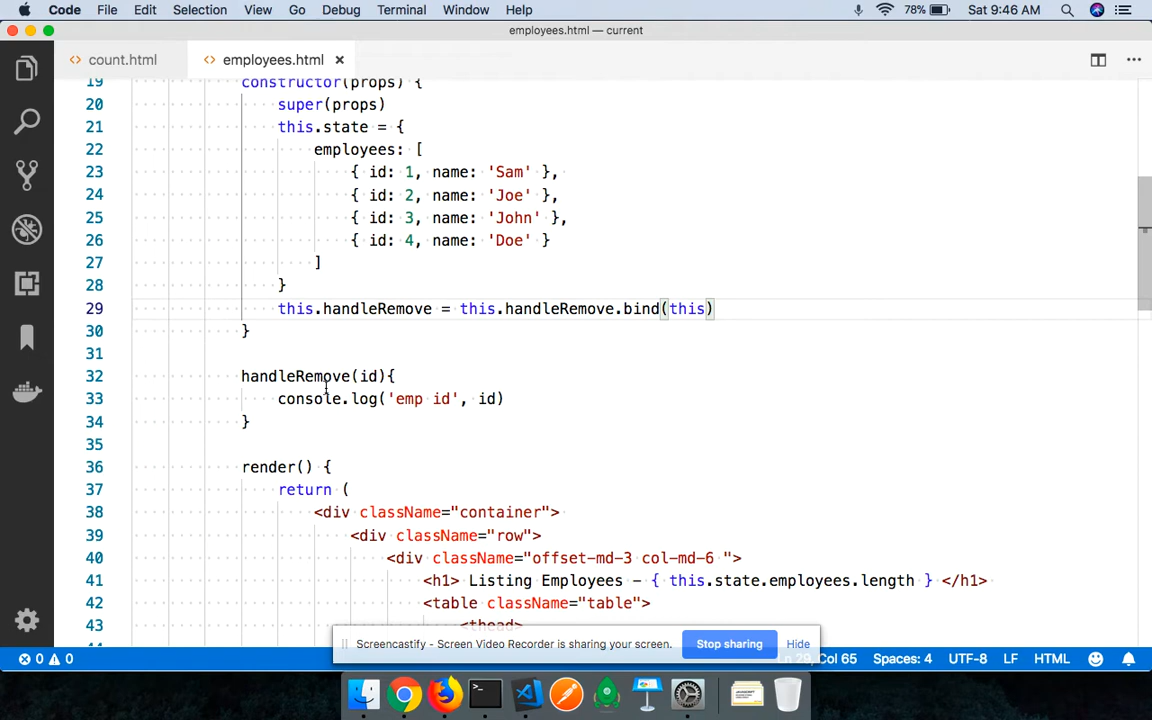 Code File Edit Selection View Go Debug Terminal Window Help 78% Sat 9:46 AM
employees.html — current
count.html employees.html
19 constructor(props) {
20 super(props)
21 this.state = {
22 employees: [
23 { id: 1, name: 'Sam' },
24 { id: 2, name: 'Joe' },
25 { id: 3, name: 'John' },
26 { id: 4, name: 'Doe' }
27 ]
28 }
29 this.handleRemove = this.handleRemove.bind(this)
30 }
31
32 handleRemove(id){
33 console.log('emp id', id)
34 }
35
36 render() {
37 return (
38 <div className="container">
39 <div className="row">
40 <div className="offset-md-3 col-md-6 ">
41 <h1> Listing Employees - { this.state.employees.length } </h1>
42 <table className="table">
43 <thead>
Screencastify - Screen Video Recorder is sharing your screen. Stop sharing Hide
0 0 Ln 29, Col 65 Spaces: 4 UTF-8 LF HTML